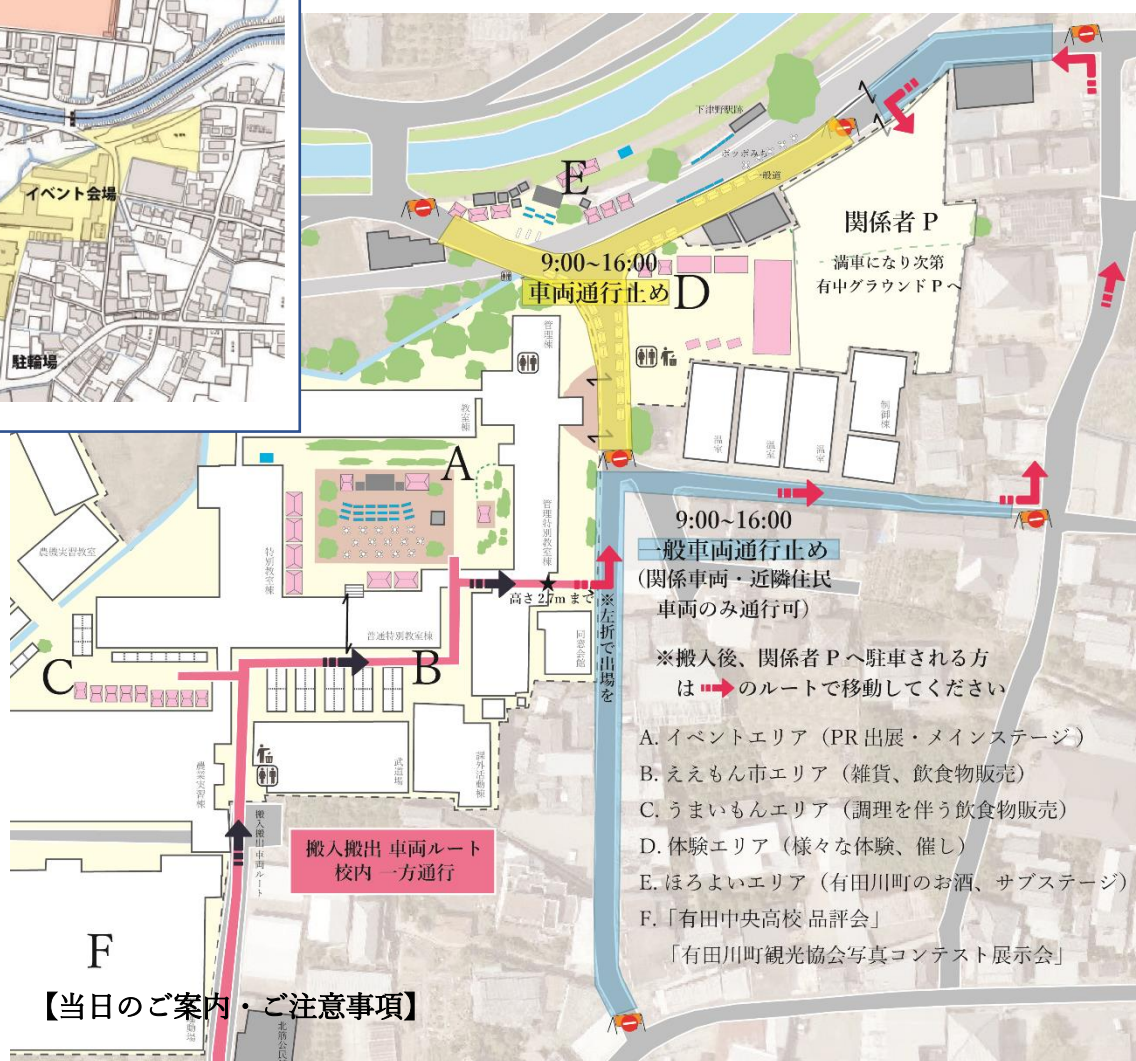 イベント会場
駐輪場
下津野駅跡
ポッポみち
一般道
E
関係者 P
満車になり次第
有中グラウンド P へ
9:00~16:00
車両通行止め
D
管理棟
教室棟
温室
温室
温室
制御棟
A
管理特別教室棟
特別教室棟
農機実習教室
高さ 2.7m まで
※左折で出場を
9:00~16:00
一般車両通行止め
(関係車両・近隣住民
車両のみ通行可)
普通特別教室棟
同窓会館
B
C
※搬入後、関係者 P へ駐車される方
は のルートで移動してください
農業実習棟
武道場
課外活動棟
搬入搬出 車両ルート
搬入搬出 車両ルート
校内 一方通行
A. イベントエリア（PR 出展・メインステージ）
B. ええもん市エリア（雑貨、飲食物販売）
C. うまいもんエリア（調理を伴う飲食物販売）
D. 体験エリア（様々な体験、催し）
E. ほろよいエリア（有田川町のお酒、サブステージ）
F.「有田中央高校 品評会」
「有田川町観光協会写真コンテスト展示会」
F
【当日のご案内・ご注意事項】